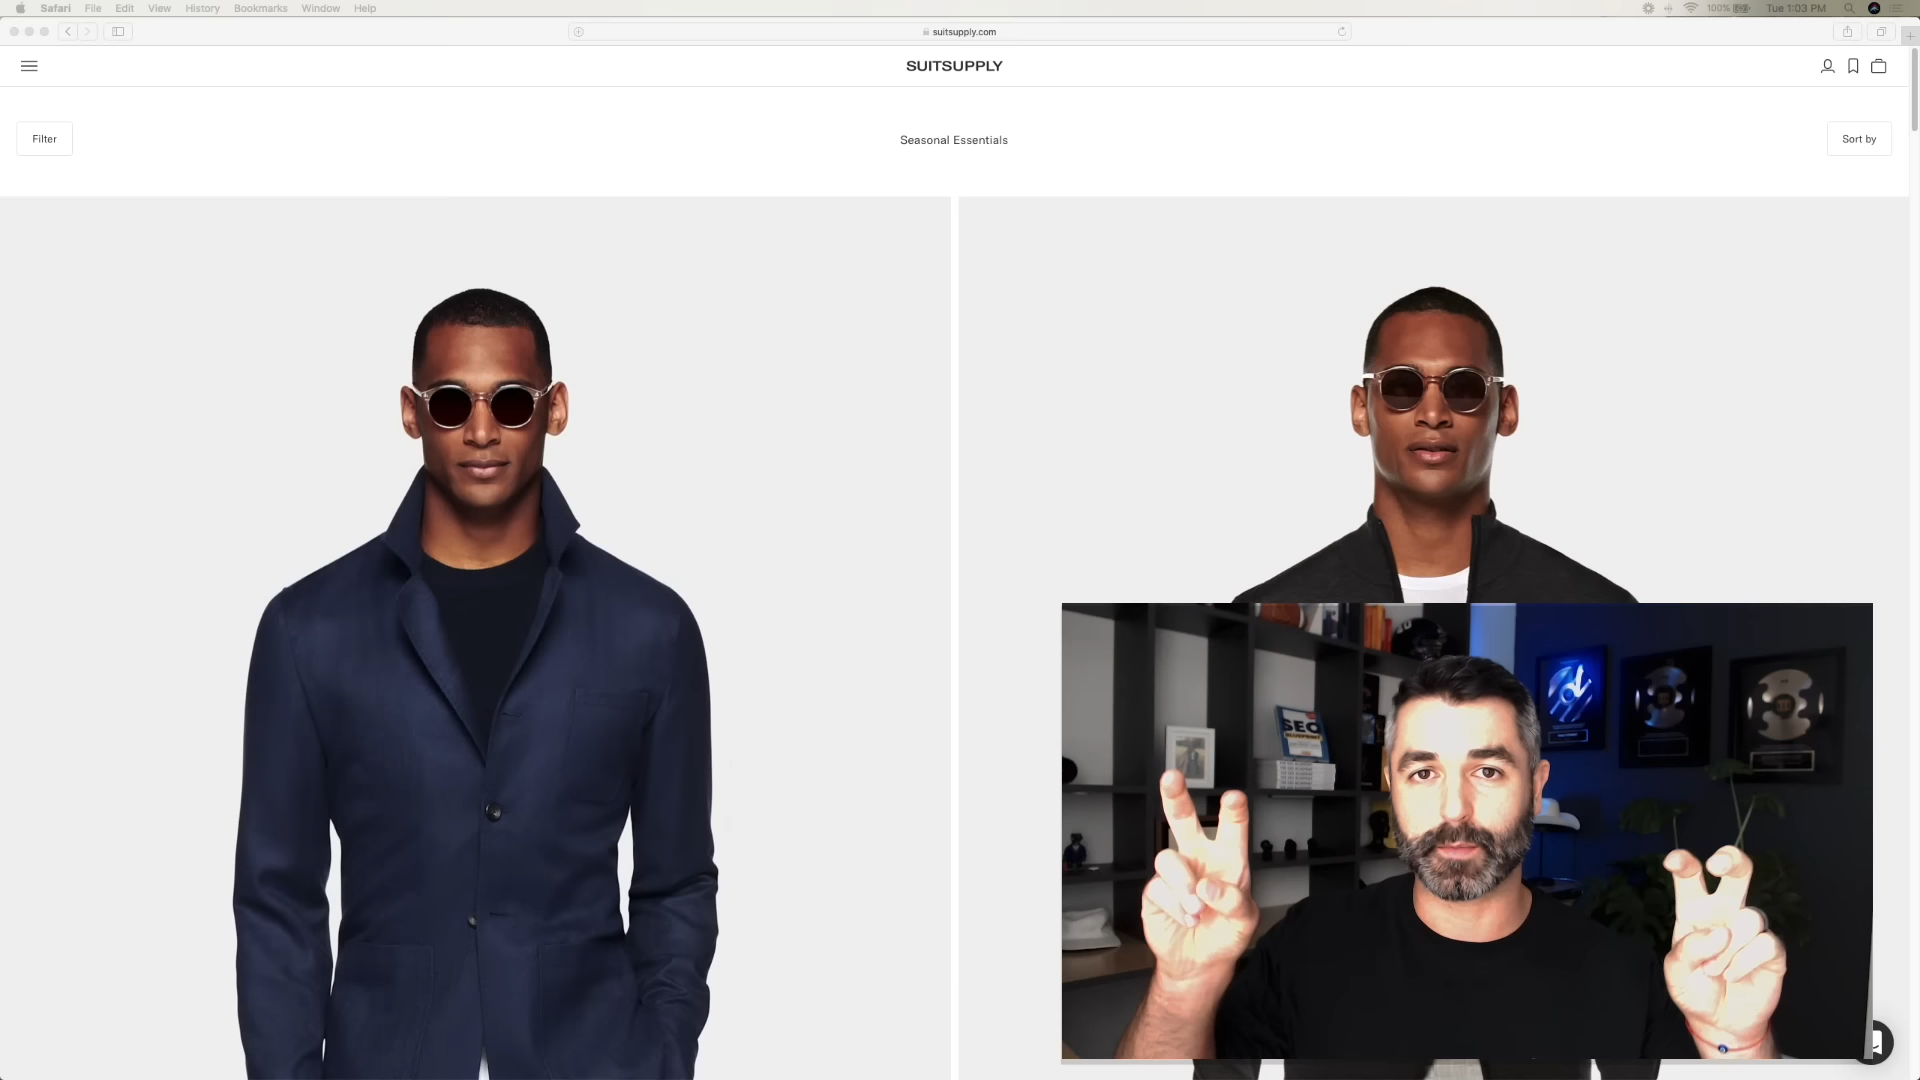 Safari File Edit View History Bookmarks Window Help 100% Tue 1:03 PM
suitsupply.com
SUITSUPPLY
Filter
Seasonal Essentials
Sort by
SEO
BLUEPRINT